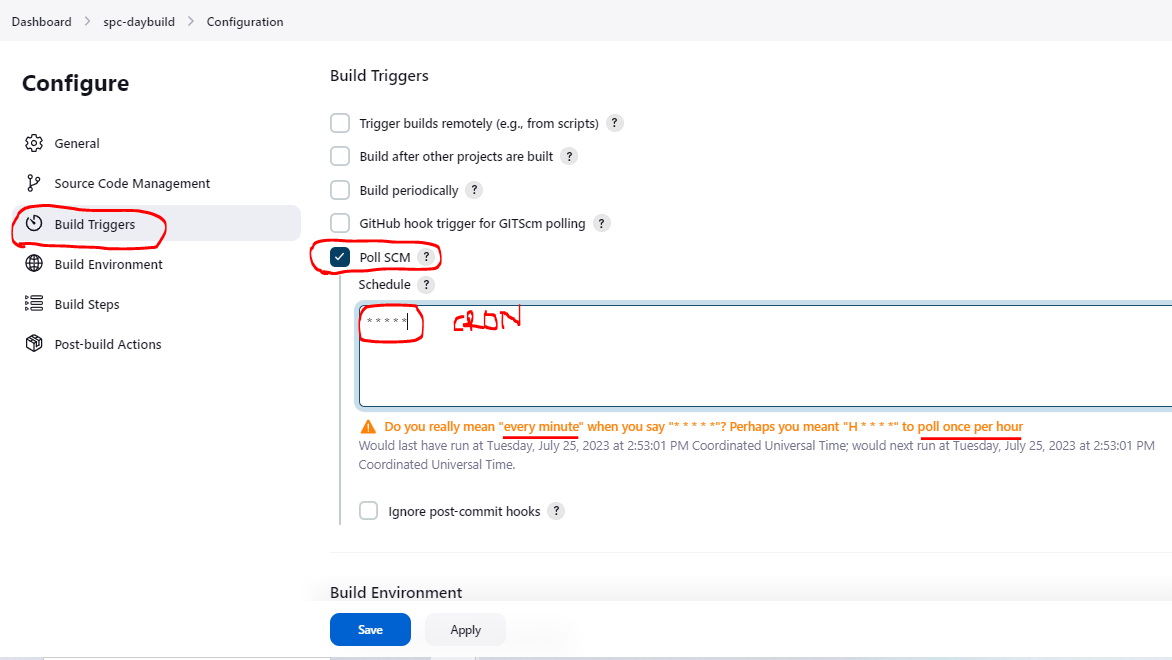 Dashboard > spc-daybuild > Configuration
Configure
General
Source Code Management
Build Triggers
Build Environment
Build Steps
Post-build Actions
Build Triggers
Trigger builds remotely (e.g., from scripts) ?
Build after other projects are built ?
Build periodically ?
GitHub hook trigger for GITScm polling ?
Poll SCM ?
Schedule ?
* * * * * CRON
Do you really mean "every minute" when you say "* * * * *"? Perhaps you meant "H * * * *" to poll once per hour
Would last have run at Tuesday, July 25, 2023 at 2:53:01 PM Coordinated Universal Time; would next run at Tuesday, July 25, 2023 at 2:53:01 PM
Coordinated Universal Time.
Ignore post-commit hooks ?
Build Environment
Save Apply